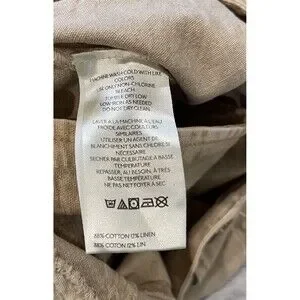 MACHINE WASH COLD WITH LIKE
COLORS
USE ONLY NON-CHLORINE
BLEACH
TUMBLE DRY LOW
LOW IRON AS NEEDED
DO NOT DRY CLEAN
LAVER À LA MACHINE À L'EAU
FROIDE AVEC COULEURS
SIMILAIRES
UTILISER UN AGENT DE
BLANCHIMENT SANS CHLORE SI
NÉCESSAIRE
SÉCHER PAR CULBUTAGE À BASSE
TEMPÉRATURE
REPASSER, AU BESOIN, À TRÈS
BASSE TEMPÉRATURE
NE PAS NETTOYER À SEC
88% COTTON 12% LINEN
88% COTON 12% LIN